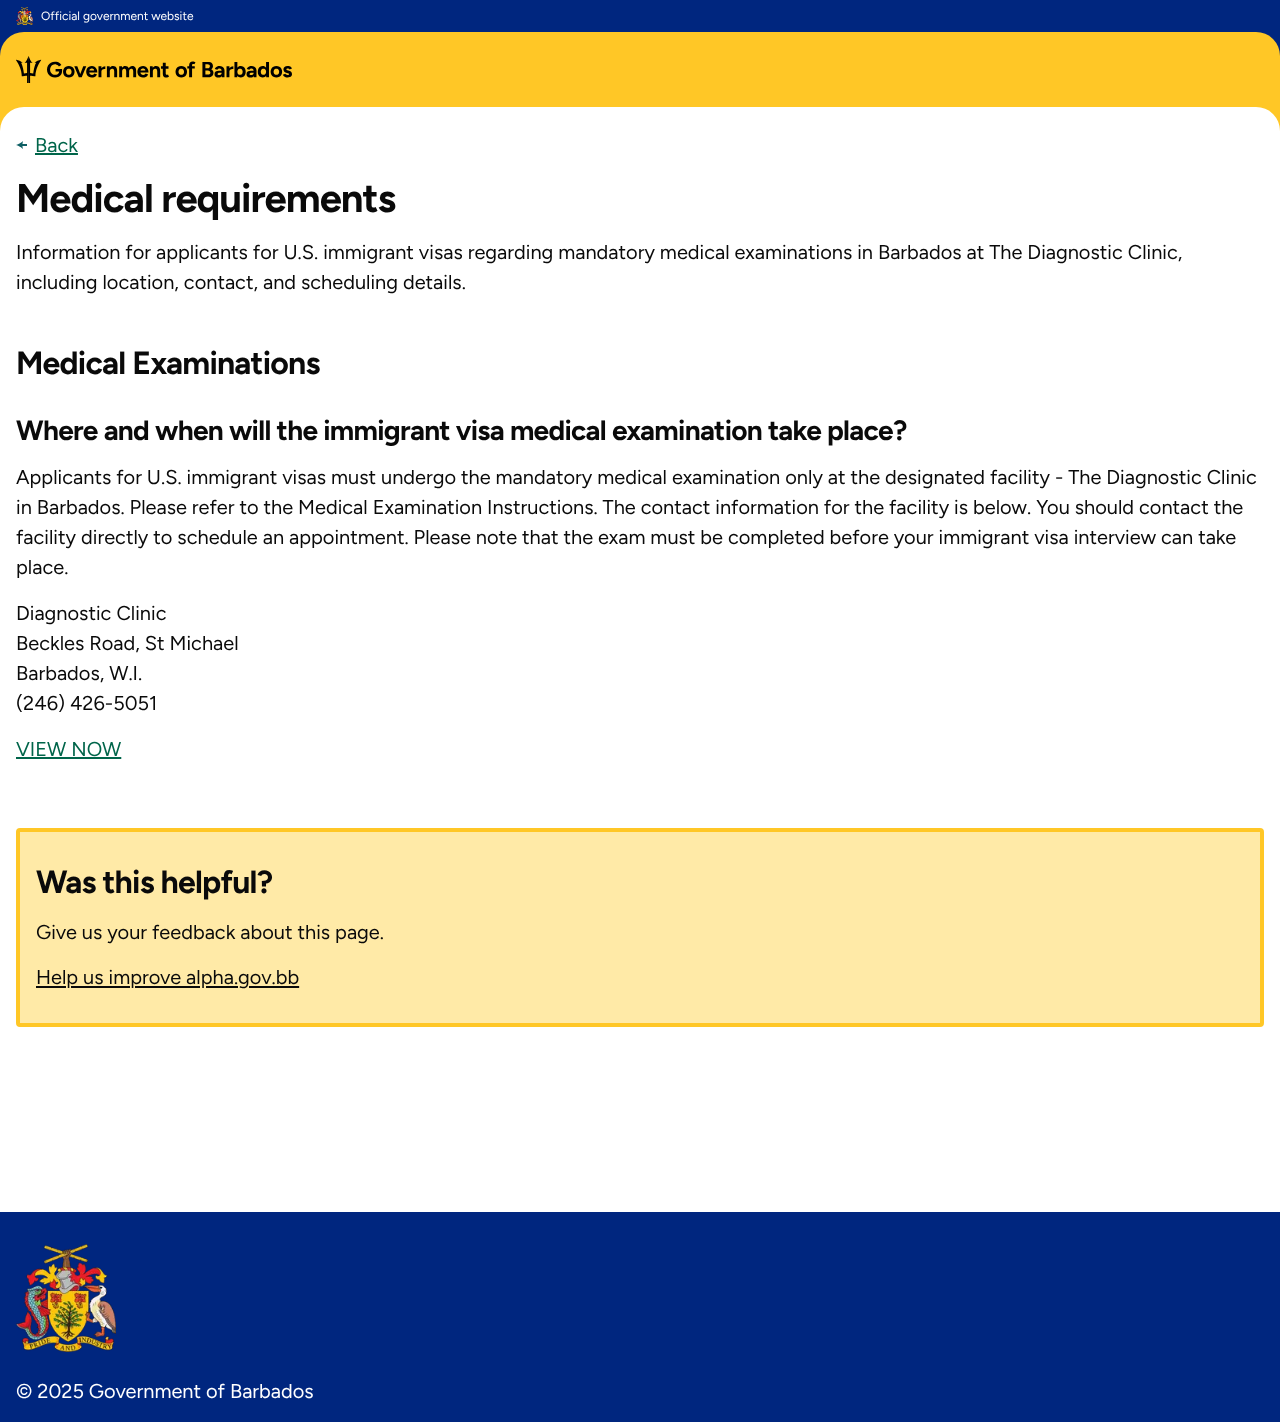 Official government website
Government of Barbados
Back
Medical requirements
Information for applicants for U.S. immigrant visas regarding mandatory medical examinations in Barbados at The Diagnostic Clinic,
including location, contact, and scheduling details.
Medical Examinations
Where and when will the immigrant visa medical examination take place?
Applicants for U.S. immigrant visas must undergo the mandatory medical examination only at the designated facility - The Diagnostic Clinic
in Barbados. Please refer to the Medical Examination Instructions. The contact information for the facility is below. You should contact the
facility directly to schedule an appointment. Please note that the exam must be completed before your immigrant visa interview can take
place.
Diagnostic Clinic
Beckles Road, St Michael
Barbados, W.I.
(246) 426-5051
VIEW NOW
Was this helpful?
Give us your feedback about this page.
Help us improve alpha.gov.bb
PRIDE AND INDUSTRY
© 2025 Government of Barbados